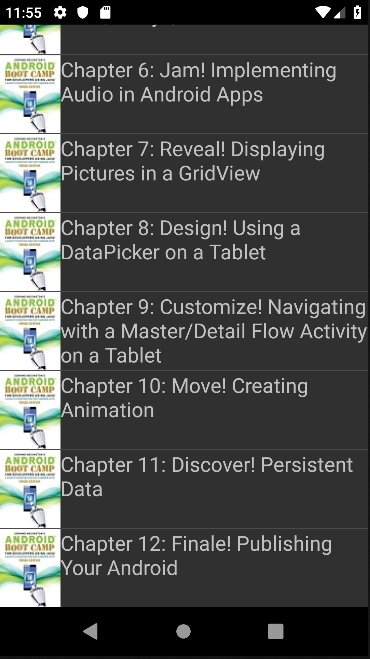 11:55
ANDROID
BOOT CAMP
Chapter 6: Jam! Implementing
Audio in Android Apps
ANDROID
BOOT CAMP
Chapter 7: Reveal! Displaying
Pictures in a GridView
ANDROID
BOOT CAMP
Chapter 8: Design! Using a
DataPicker on a Tablet
ANDROID
BOOT CAMP
Chapter 9: Customize! Navigating
with a Master/Detail Flow Activity
on a Tablet
ANDROID
BOOT CAMP
Chapter 10: Move! Creating
Animation
ANDROID
BOOT CAMP
Chapter 11: Discover! Persistent
Data
ANDROID
BOOT CAMP
Chapter 12: Finale! Publishing
Your Android